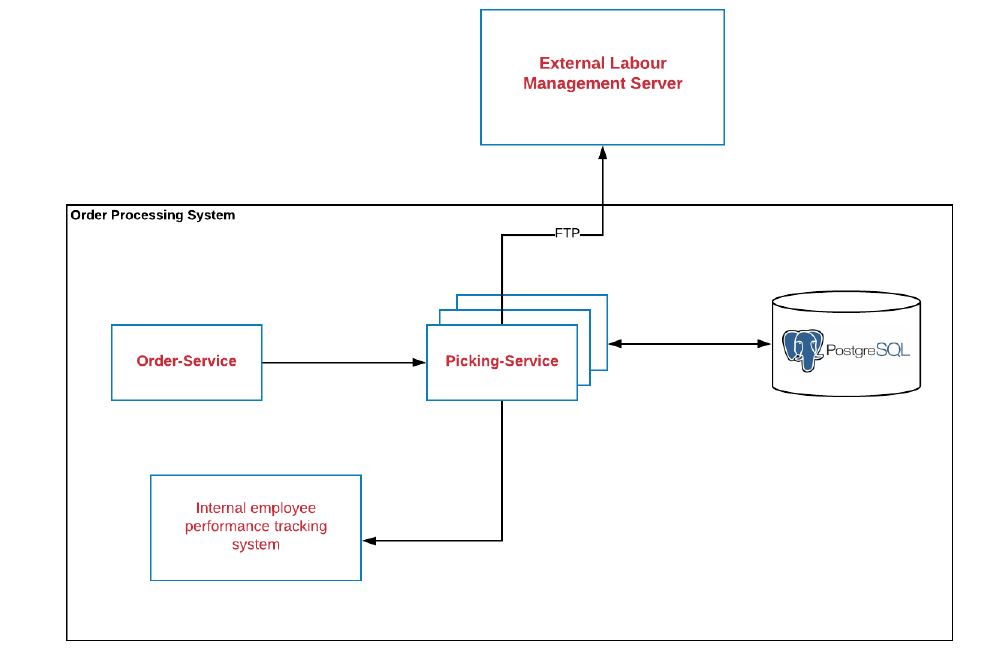 External Labour
Management Server
Order Processing System
FTP
Order-Service
Picking-Service
PostgreSQL
Internal employee
performance tracking
system